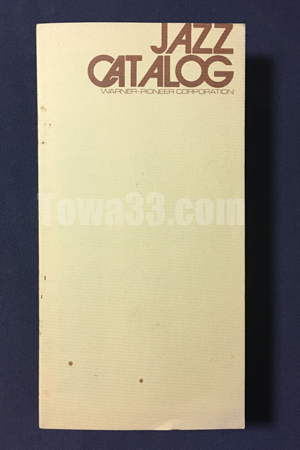 JAZZ
CATALOG
WARNER-PIONEER CORPORATION
Towa33.com